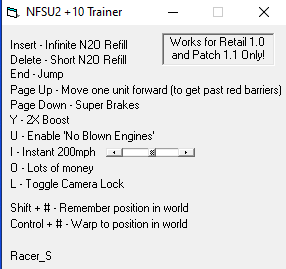 NFSU2 +10 Trainer
Works for Retail 1.0
and Patch 1.1 Only!
Insert - Infinite N2O Refill
Delete - Short N2O Refill
End - Jump
Page Up - Move one unit forward (to get past red barriers)
Page Down - Super Brakes
Y - 2X Boost
U - Enable 'No Blown Engines'
I - Instant 200mph
O - Lots of money
L - Toggle Camera Lock
Shift + # - Remember position in world
Control + # - Warp to position in world
Racer_S